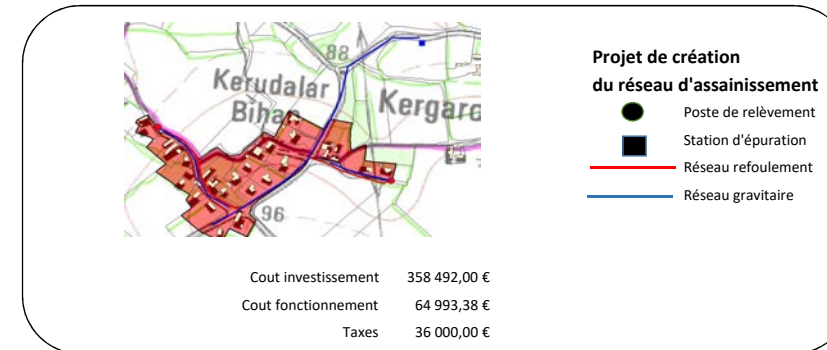 88
Kerudalar
Bihan
Kergaro
96
Projet de création
du réseau d'assainissement
Poste de relèvement
Station d'épuration
Réseau refoulement
Réseau gravitaire
Cout investissement 358 492,00 €
Cout fonctionnement 64 993,38 €
Taxes 36 000,00 €